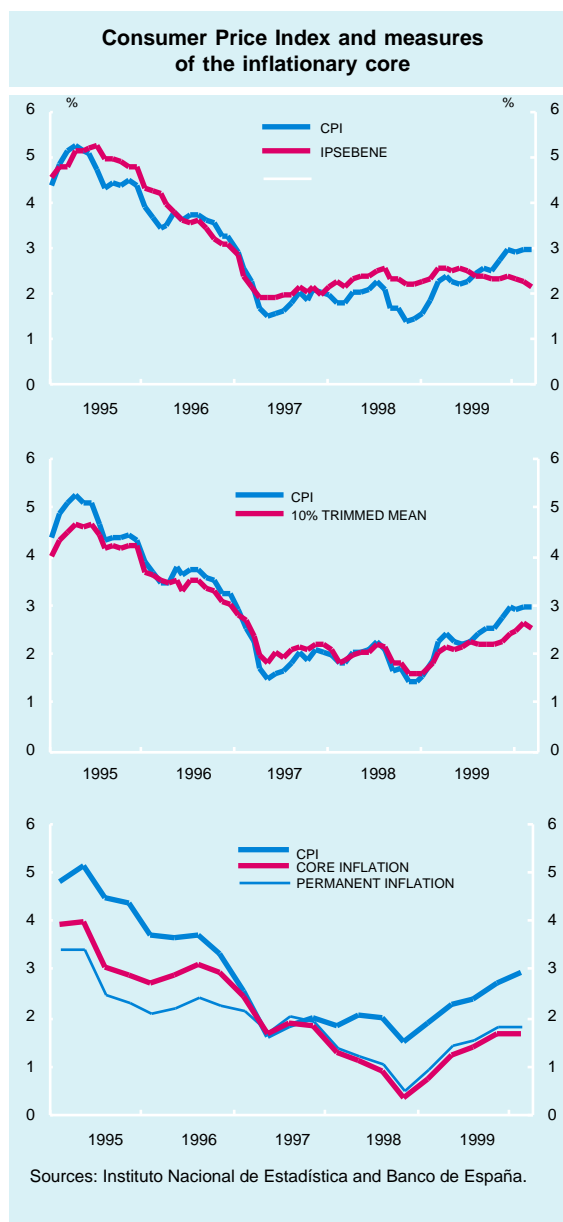 Consumer Price Index and measures
of the inflationary core
% %
6 6
CPI
5 5
IPSEBENE
4 4
3 3
2 2
1 1
0 0
1995 1996 1997 1998 1999
6 6
CPI
5 5
10% TRIMMED MEAN
4 4
3 3
2 2
1 1
0 0
1995 1996 1997 1998 1999
6 6
CPI
CORE INFLATION
5 5
PERMANENT INFLATION
4 4
3 3
2 2
1 1
0 0
1995 1996 1997 1998 1999
Sources: Instituto Nacional de Estadística and Banco de España.